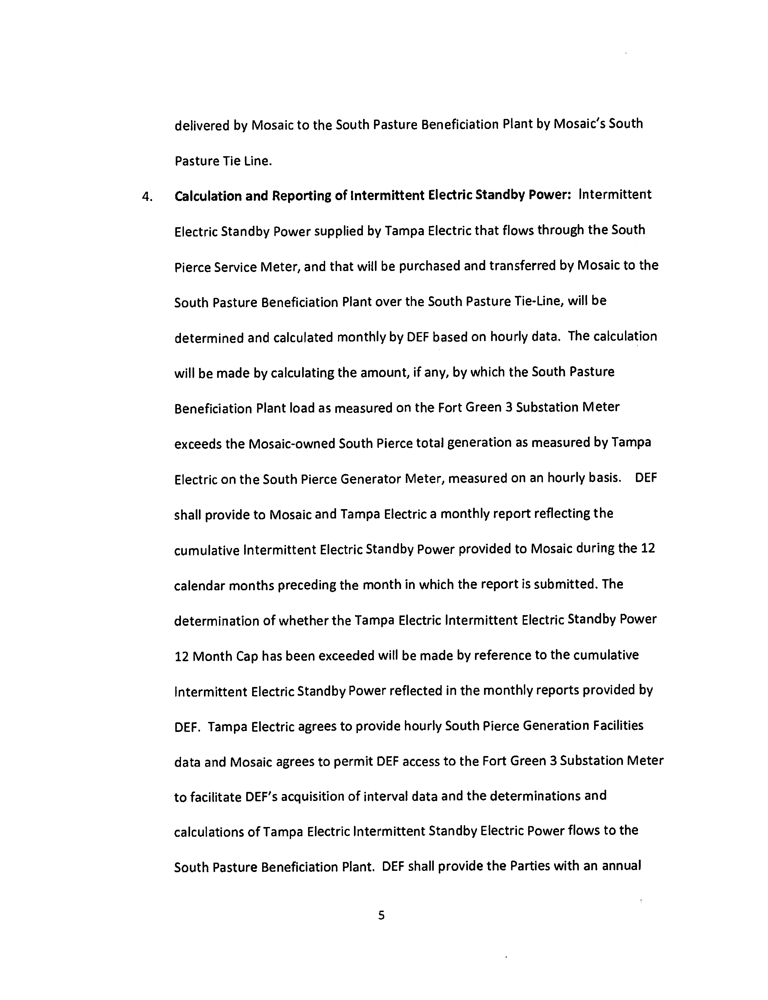 delivered by Mosaic to the South Pasture Beneficiation Plant by Mosaic's South
Pasture Tie Line.
4. Calculation and Reporting of Intermittent Electric Standby Power: Intermittent
Electric Standby Power supplied by Tampa Electric that flows through the South
Pierce Service Meter, and that will be purchased and transferred by Mosaic to the
South Pasture Beneficiation Plant over the South Pasture Tie-Line, will be
determined and calculated monthly by DEF based on hourly data. The calculation
will be made by calculating the amount, if any, by which the South Pasture
Beneficiation Plant load as measured on the Fort Green 3 Substation Meter
exceeds the Mosaic-owned South Pierce total generation as measured by Tampa
Electric on the South Pierce Generator Meter, measured on an hourly basis. DEF
shall provide to Mosaic and Tampa Electric a monthly report reflecting the
cumulative Intermittent Electric Standby Power provided to Mosaic during the 12
calendar months preceding the month in which the report is submitted. The
determination of whether the Tampa Electric Intermittent Electric Standby Power
12 Month Cap has been exceeded will be made by reference to the cumulative
Intermittent Electric Standby Power reflected in the monthly reports provided by
DEF. Tampa Electric agrees to provide hourly South Pierce Generation Facilities
data and Mosaic agrees to permit DEF access to the Fort Green 3 Substation Meter
to facilitate DEF's acquisition of interval data and the determinations and
calculations of Tampa Electric Intermittent Standby Electric Power flows to the
South Pasture Beneficiation Plant. DEF shall provide the Parties with an annual
5